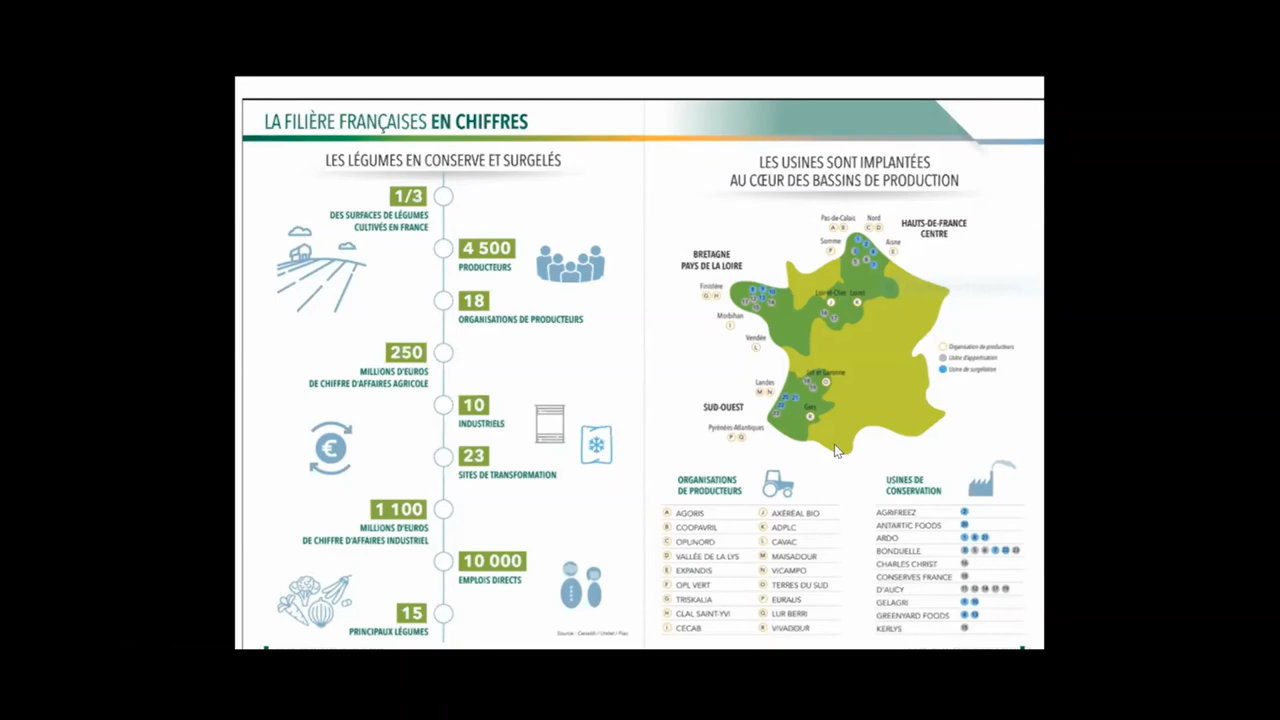 LA FILIÈRE FRANÇAISES EN CHIFFRES
LES LÉGUMES EN CONSERVE ET SURGELÉS
1/3
DES SURFACES DE LÉGUMES
CULTIVÉS EN FRANCE
4 500
PRODUCTEURS
18
ORGANISATIONS DE PRODUCTEURS
250
MILLIONS D'EUROS
DE CHIFFRE D'AFFAIRES AGRICOLE
10
INDUSTRIELS
23
SITES DE TRANSFORMATION
1 100
MILLIONS D'EUROS
DE CHIFFRE D'AFFAIRES INDUSTRIEL
10 000
EMPLOIS DIRECTS
15
PRINCIPAUX LÉGUMES
LES USINES SONT IMPLANTÉES
AU CŒUR DES BASSINS DE PRODUCTION
Pas-de-Calais
A B
Nord
C D
HAUTS-DE-FRANCE
CENTRE
Somme
F
Aisne
E
BRETAGNE
PAYS DE LA LOIRE
Finistère
G H
Loir-et-Cher
J
Loiret
K
Morbihan
I
Vendée
L
Organisation de producteurs
Usine d'appertisation
Usine de surgélation
Lot et Garonne
O
Landes
M N
SUD-OUEST
Gers
R
Pyrénées-Atlantiques
P Q
ORGANISATIONS
DE PRODUCTEURS
A AGORIS
B COOPAVRIL
C OPLINORD
D VALLÉE DE LA LYS
E EXPANDIS
F OPL VERT
G TRISKALIA
H CLAL SAINT-YVI
I CECAB
J AXÉRÉAL BIO
K ADPLC
L CAVAC
M MAISADOUR
N VICAMPO
O TERRES DU SUD
P EURALIS
Q LUR BERRI
R VIVADOUR
USINES DE
CONSERVATION
AGRIFREEZ
ANTARTIC FOODS
ARDO
BONDUELLE
CHARLES CHRIST
CONSERVES FRANCE
D'AUCY
GELAGRI
GREENYARD FOODS
KERLYS